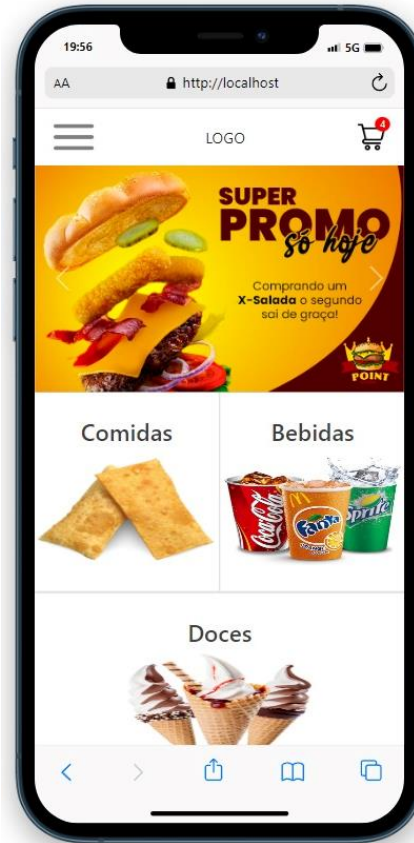 19:56
5G
AA
http://localhost
LOGO
4
SUPER
PROMO
só hoje
Comprando um
X-Salada o segundo
sai de graça!
POINT
Comidas
Bebidas
Coca-Cola
Fanta
Sprite
Doces